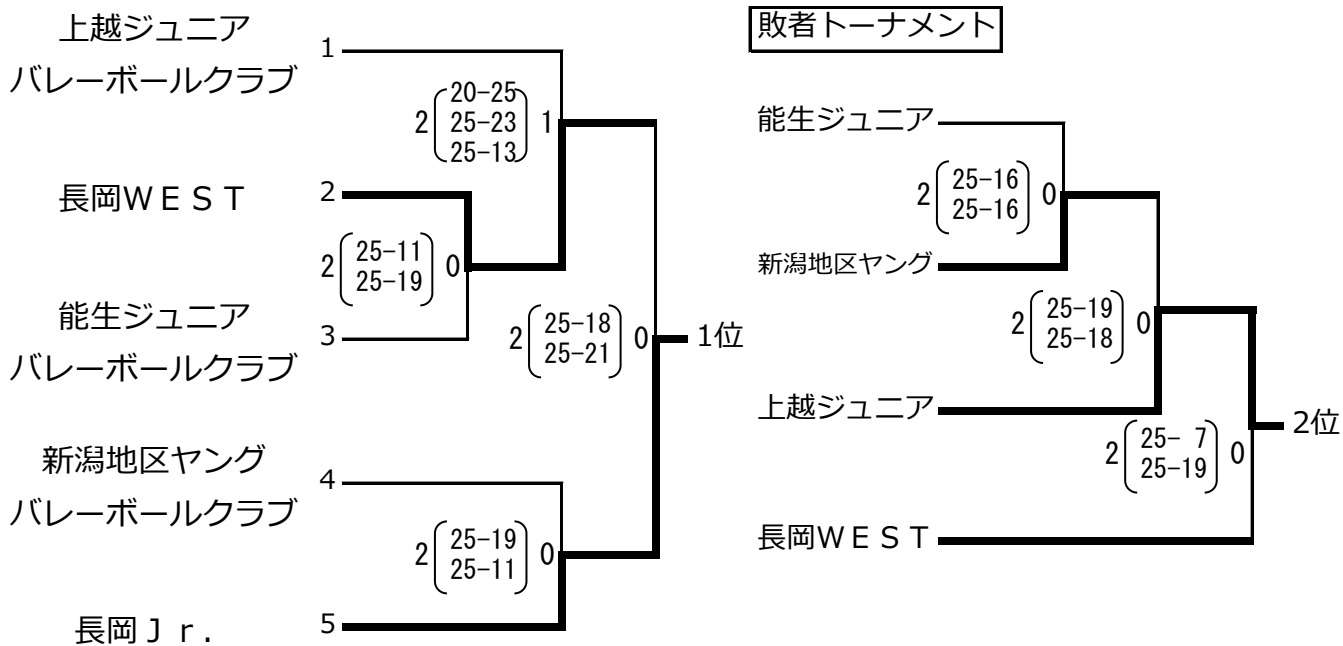 上越ジュニア
バレーボールクラブ
1
2 20-25 1
25-23
25-13
長岡ＷＥＳＴ
2
2 25-11 0
25-19
能生ジュニア
バレーボールクラブ
3
2 25-18 0
25-21
1位
新潟地区ヤング
バレーボールクラブ
4
2 25-19 0
25-11
長岡Ｊｒ.
5
敗者トーナメント
能生ジュニア
2 25-16 0
25-16
新潟地区ヤング
2 25-19 0
25-18
上越ジュニア
2 25- 7 0
25-19
2位
長岡ＷＥＳＴ